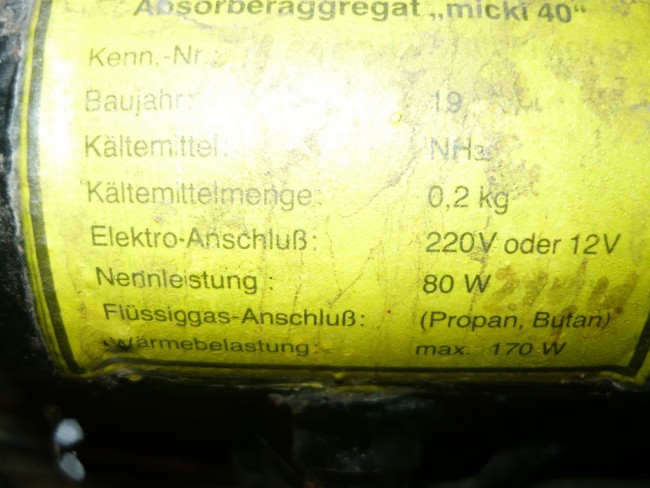 Absorberaggregat „micki 40“
Kenn.-Nr.:
Baujahr: 19
Kältemittel: NH3
Kältemittelmenge: 0,2 kg
Elektro-Anschluß: 220V oder 12V
Nennleistung : 80 W
Flüssiggas-Anschluß: (Propan, Butan)
Wärmebelastung: max. 170 W